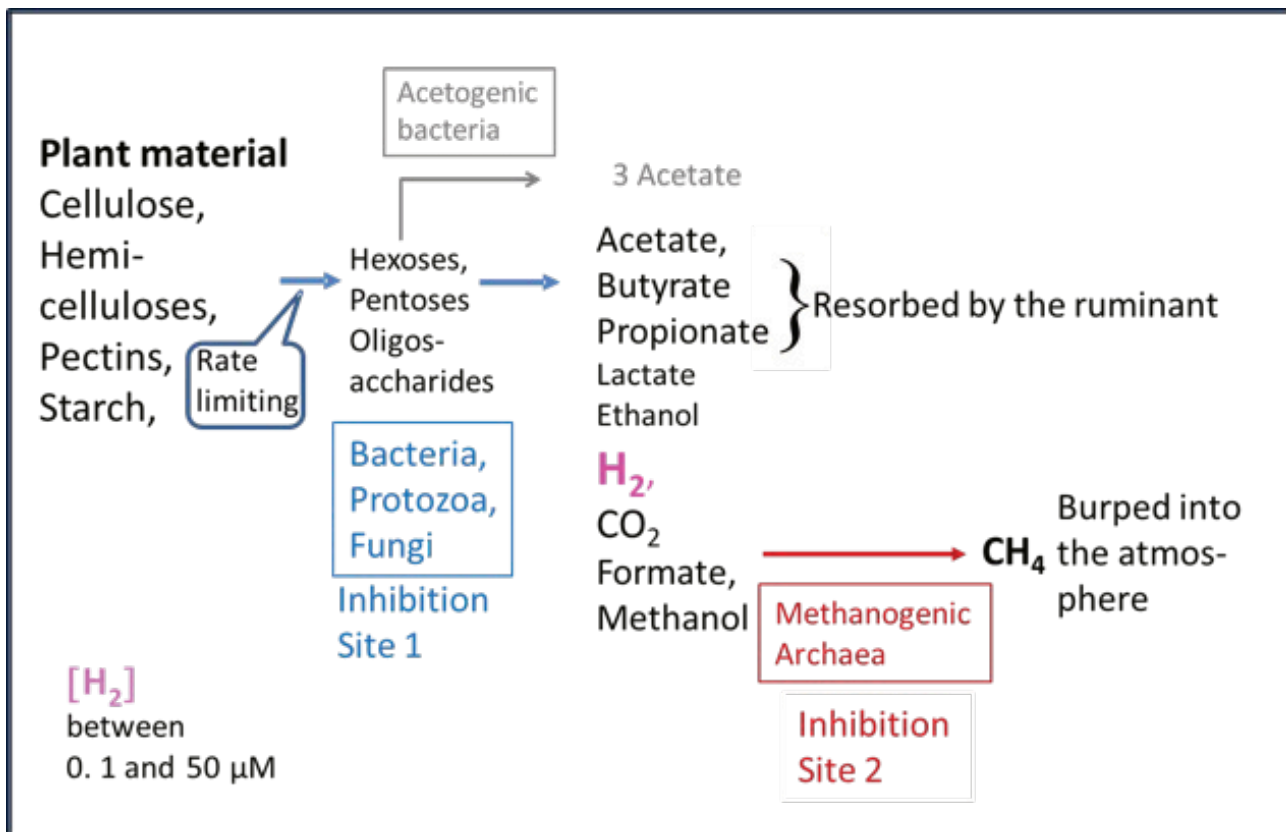 Acetogenic
bacteria
Plant material
Cellulose,
Hemi-
celluloses,
Pectins,
Starch,
Rate
limiting
Hexoses,
Pentoses
Oligos-
accharides
3 Acetate
Acetate,
Butyrate
Propionate
Lactate
Ethanol
} Resorbed by the ruminant
Bacteria,
Protozoa,
Fungi
Inhibition
Site 1
H₂,
CO₂
Formate,
Methanol
Methanogenic
Archaea
Inhibition
Site 2
CH₄
Burped into
the atmos-
phere
[H₂]
between
0. 1 and 50 µM